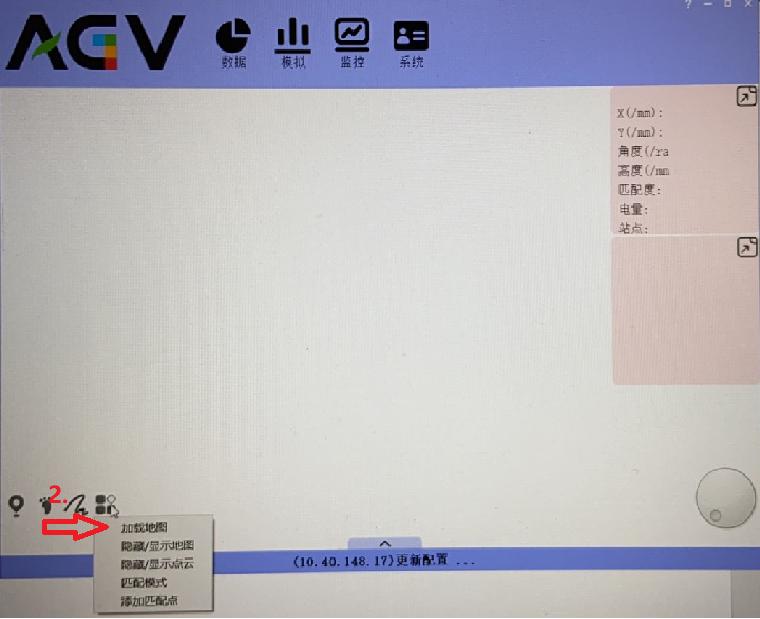 AGV
数据 模拟 监控 系统
X(/mm):
Y(/mm):
角度(/ra
高度(/mm
匹配度:
电量:
站点:
2.
加载地图
隐藏/显示地图
隐藏/显示点云
匹配模式
添加匹配点
(10.40.148.17)更新配置 ...